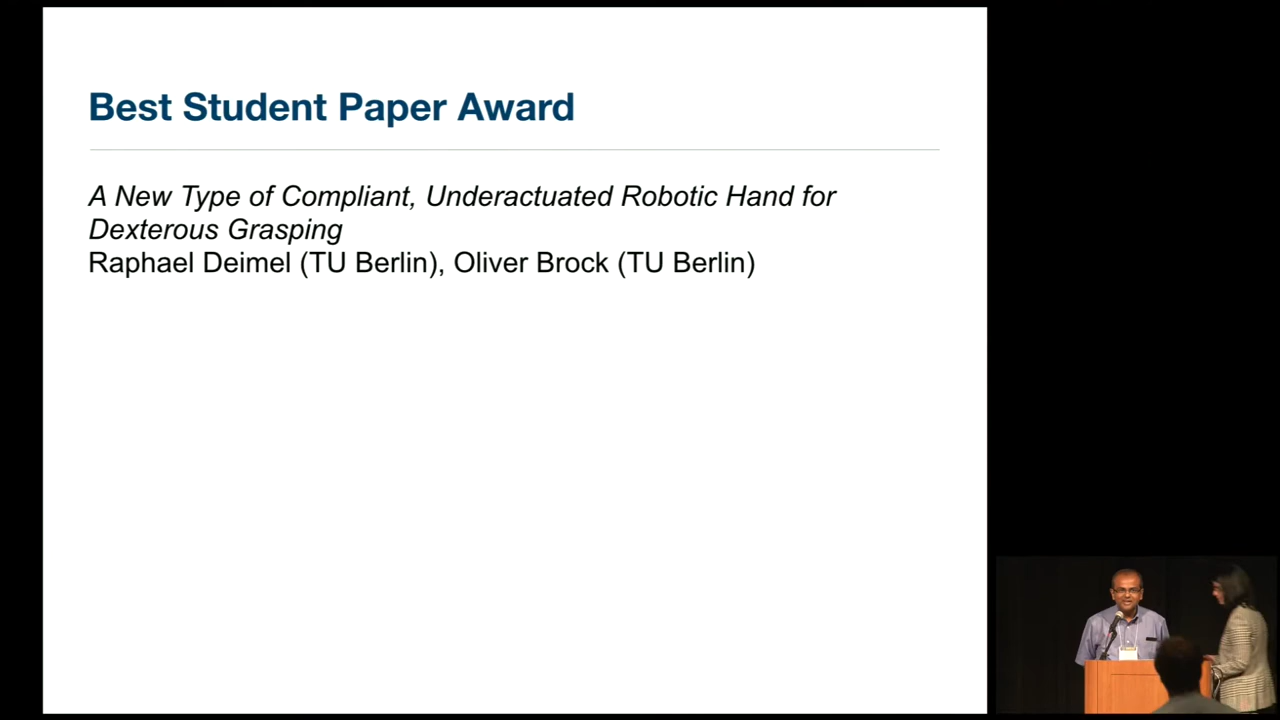 Best Student Paper Award
A New Type of Compliant, Underactuated Robotic Hand for
Dexterous Grasping
Raphael Deimel (TU Berlin), Oliver Brock (TU Berlin)